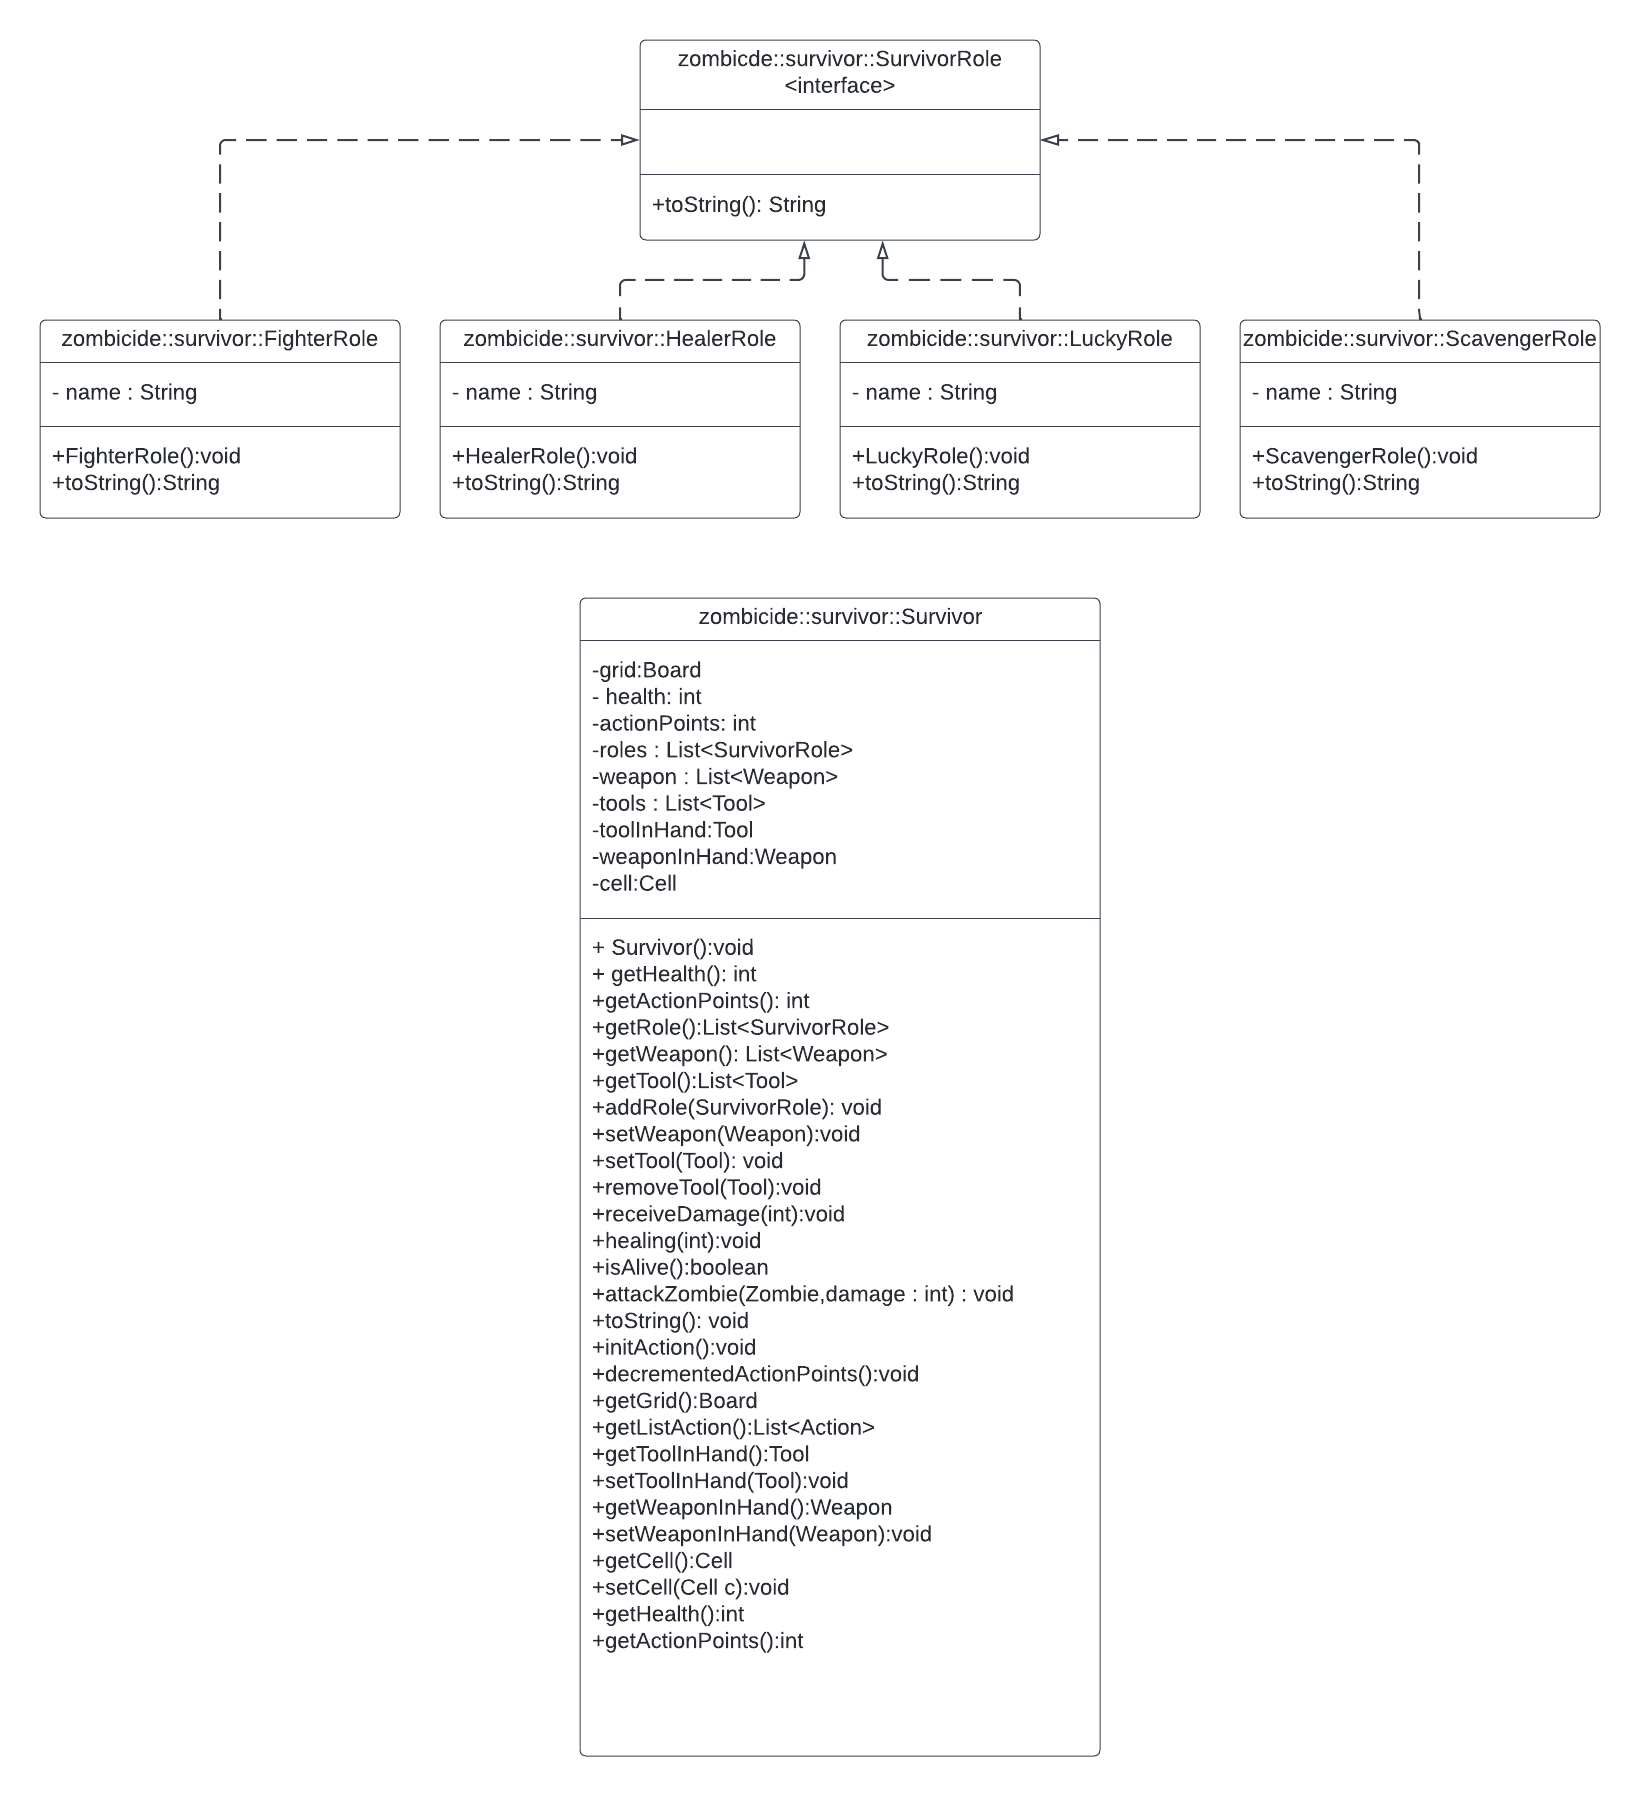 zombicde::survivor::SurvivorRole
<interface>
+toString(): String
zombicide::survivor::FighterRole
- name : String
+FighterRole():void
+toString():String
zombicide::survivor::HealerRole
- name : String
+HealerRole():void
+toString():String
zombicide::survivor::LuckyRole
- name : String
+LuckyRole():void
+toString():String
zombicide::survivor::ScavengerRole
- name : String
+ScavengerRole():void
+toString():String
zombicide::survivor::Survivor
-grid:Board
- health: int
-actionPoints: int
-roles : List<SurvivorRole>
-weapon : List<Weapon>
-tools : List<Tool>
-toolInHand:Tool
-weaponInHand:Weapon
-cell:Cell
+ Survivor():void
+ getHealth(): int
+getActionPoints(): int
+getRole():List<SurvivorRole>
+getWeapon(): List<Weapon>
+getTool():List<Tool>
+addRole(SurvivorRole): void
+setWeapon(Weapon):void
+setTool(Tool): void
+removeTool(Tool):void
+receiveDamage(int):void
+healing(int):void
+isAlive():boolean
+attackZombie(Zombie,damage : int) : void
+toString(): void
+initAction():void
+decrementedActionPoints():void
+getGrid():Board
+getListAction():List<Action>
+getToolInHand():Tool
+setToolInHand(Tool):void
+getWeaponInHand():Weapon
+setWeaponInHand(Weapon):void
+getCell():Cell
+setCell(Cell c):void
+getHealth():int
+getActionPoints():int